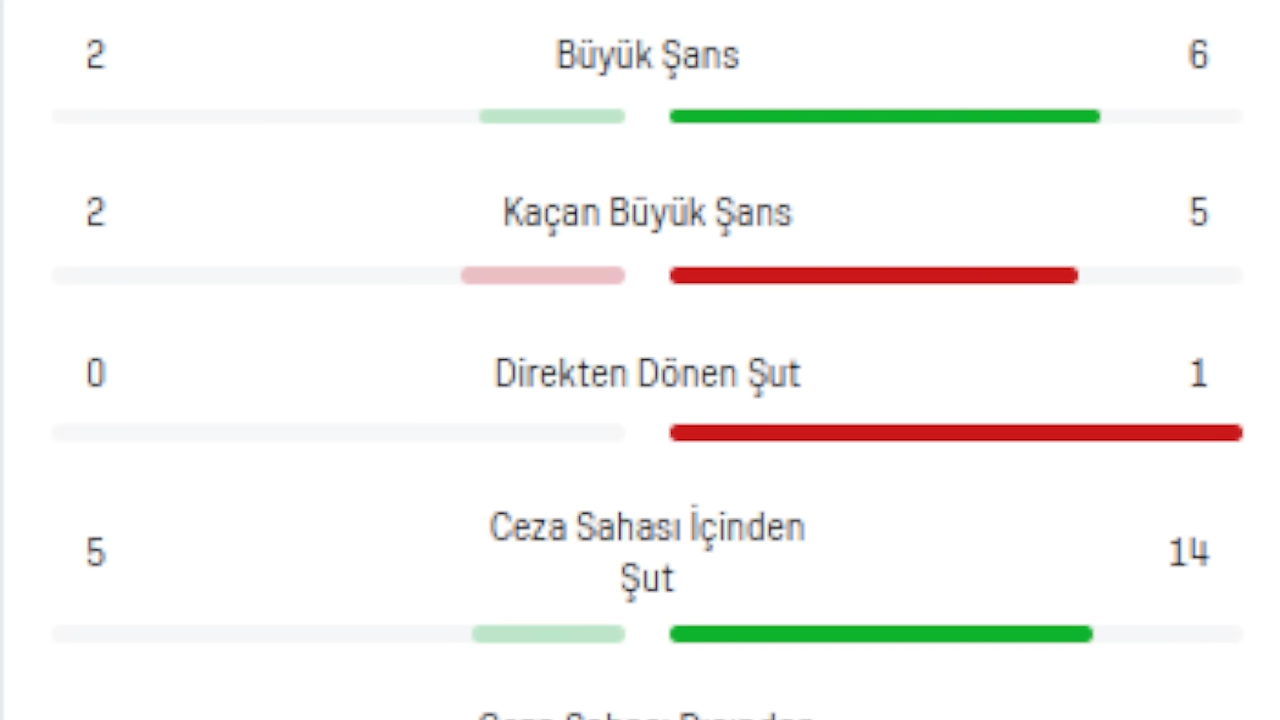 2 Büyük Şans 6
2 Kaçan Büyük Şans 5
0 Direkten Dönen Şut 1
Ceza Sahası İçinden
5 14
Şut